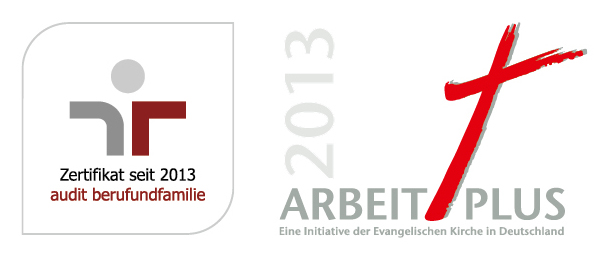 Zertifikat seit 2013
audit berufundfamilie
2013
ARBEIT PLUS
Eine Initiative der Evangelischen Kirche in Deutschland